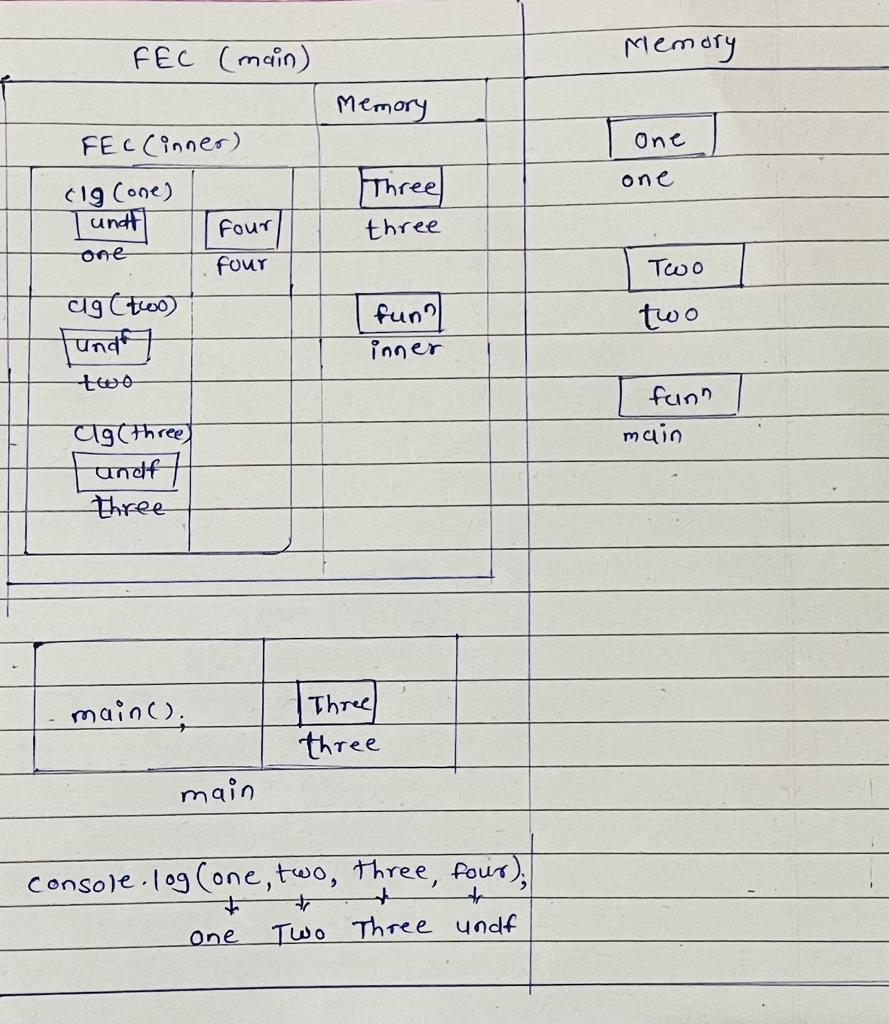 FEC (main)
Memory
FEC (inner)
clg (one)
undf
one
Four
four
clg (two)
undf
two
clg (three)
undf
three
Three
three
funⁿ
inner
Memory
One
one
Two
two
funⁿ
main
main();
Three
three
main
console.log(one, two, three, four);
One Two Three undf